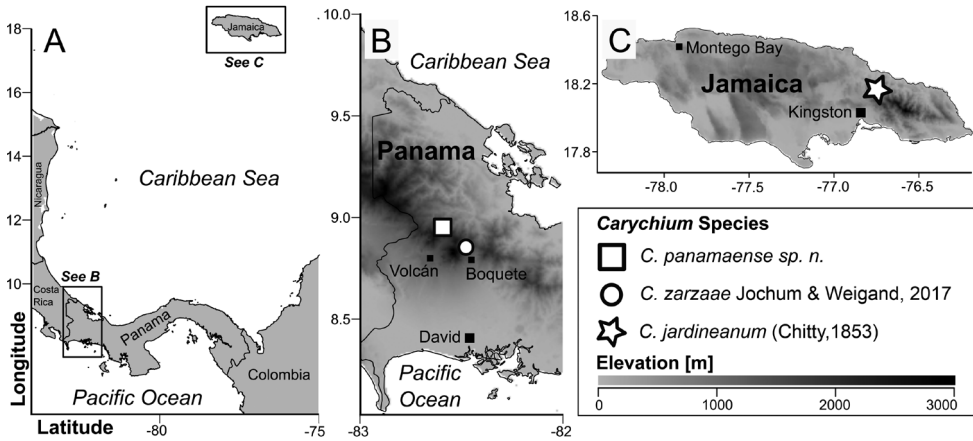 A
18
16
14
12
10
Longitude
Latitude
-80
-75
Jamaica
See C
Caribbean Sea
Nicaragua
Costa
Rica
See B
Panama
Colombia
Pacific Ocean
B
10.0
9.5
9.0
8.5
-83
-82
Caribbean Sea
Panama
Volcán
Boquete
David
Pacific
Ocean
C
18.6
18.2
17.8
-78.0
-77.5
-77.0
-76.5
Montego Bay
Jamaica
Kingston
Carychium Species
C. panamaense sp. n.
C. zarzaae Jochum & Weigand, 2017
C. jardineanum (Chitty,1853)
Elevation [m]
0
1000
2000
3000